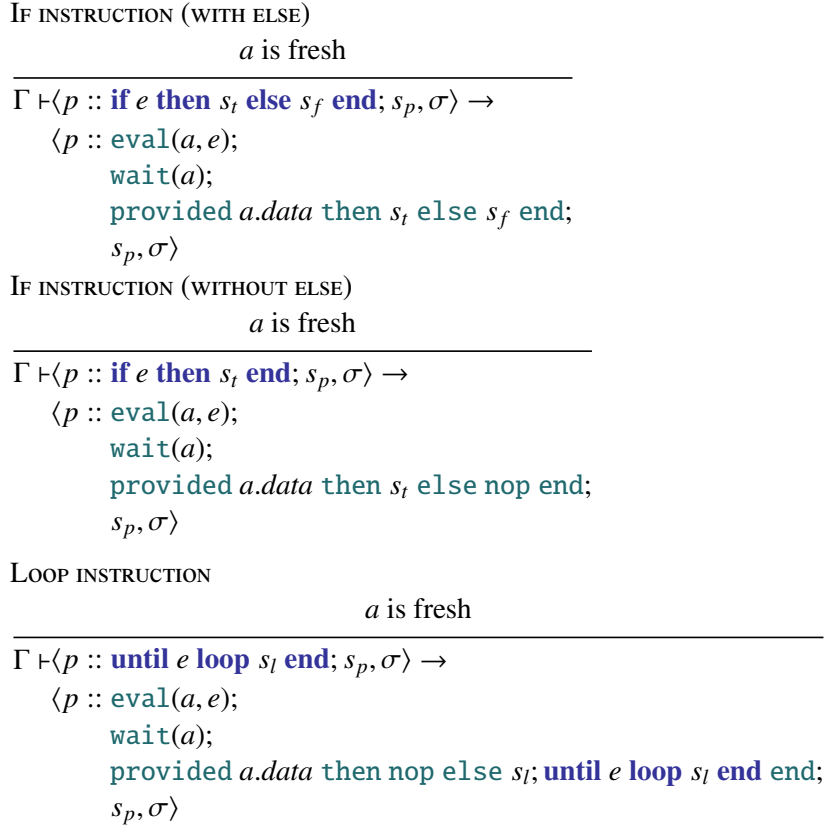 If instruction (with else)
a is fresh
Γ ⊢⟨p :: if e then s_t else s_f end; s_p, σ⟩ →
⟨p :: eval(a, e);
wait(a);
provided a.data then s_t else s_f end;
s_p, σ⟩
If instruction (without else)
a is fresh
Γ ⊢⟨p :: if e then s_t end; s_p, σ⟩ →
⟨p :: eval(a, e);
wait(a);
provided a.data then s_t else nop end;
s_p, σ⟩
Loop instruction
a is fresh
Γ ⊢⟨p :: until e loop s_l end; s_p, σ⟩ →
⟨p :: eval(a, e);
wait(a);
provided a.data then nop else s_l; until e loop s_l end end;
s_p, σ⟩